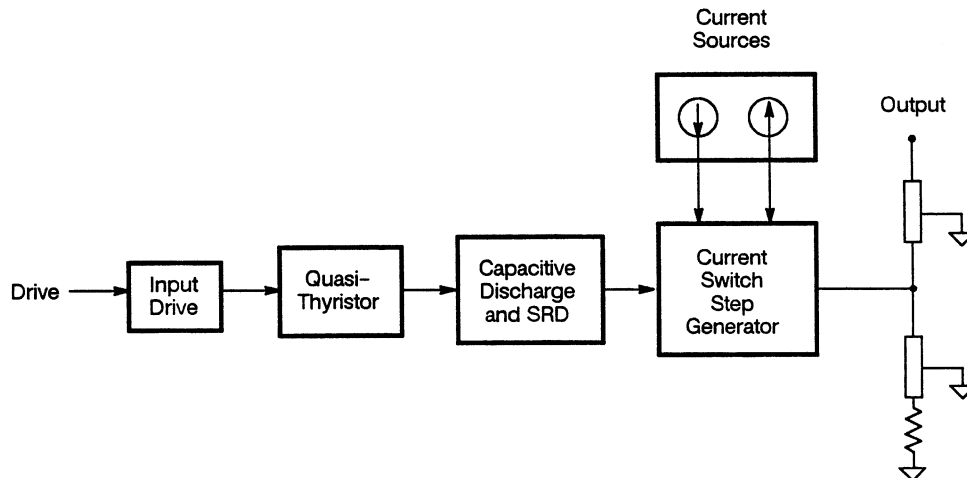 Current
Sources
Output
Drive
Input
Drive
Quasi-
Thyristor
Capacitive
Discharge
and SRD
Current
Switch
Step
Generator